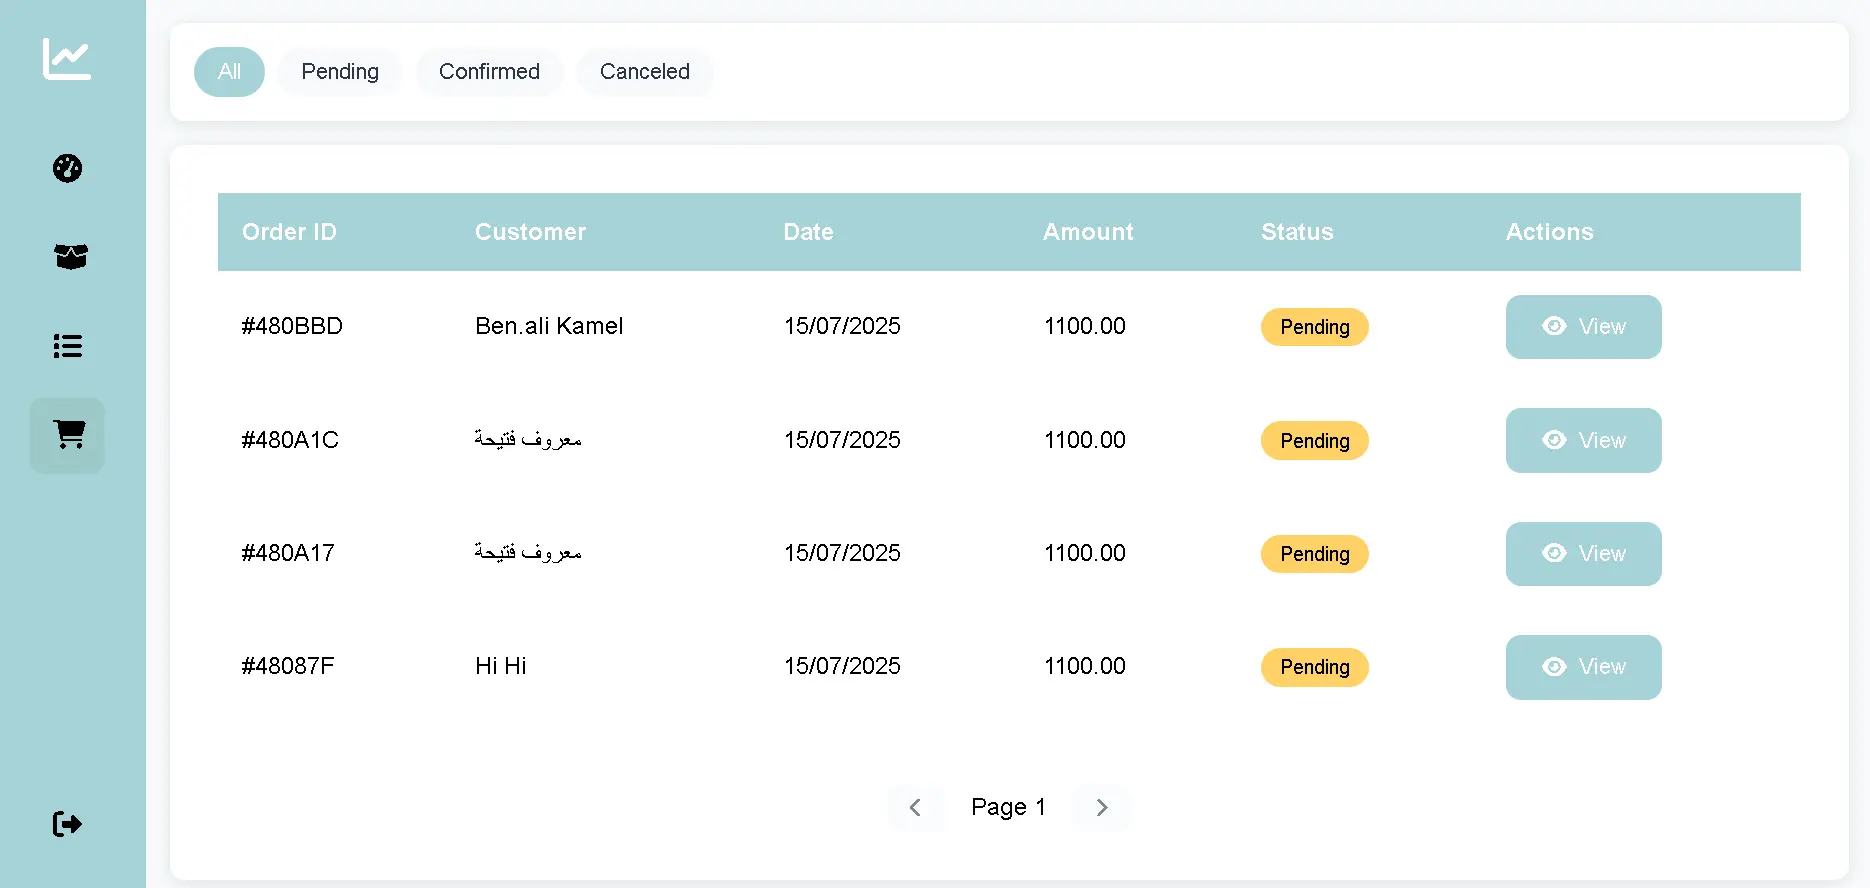 All Pending Confirmed Canceled
Order ID Customer Date Amount Status Actions
#480BBD Ben.ali Kamel 15/07/2025 1100.00 Pending View
#480A1C معروف فتيحة 15/07/2025 1100.00 Pending View
#480A17 معروف فتيحة 15/07/2025 1100.00 Pending View
#48087F Hi Hi 15/07/2025 1100.00 Pending View
Page 1